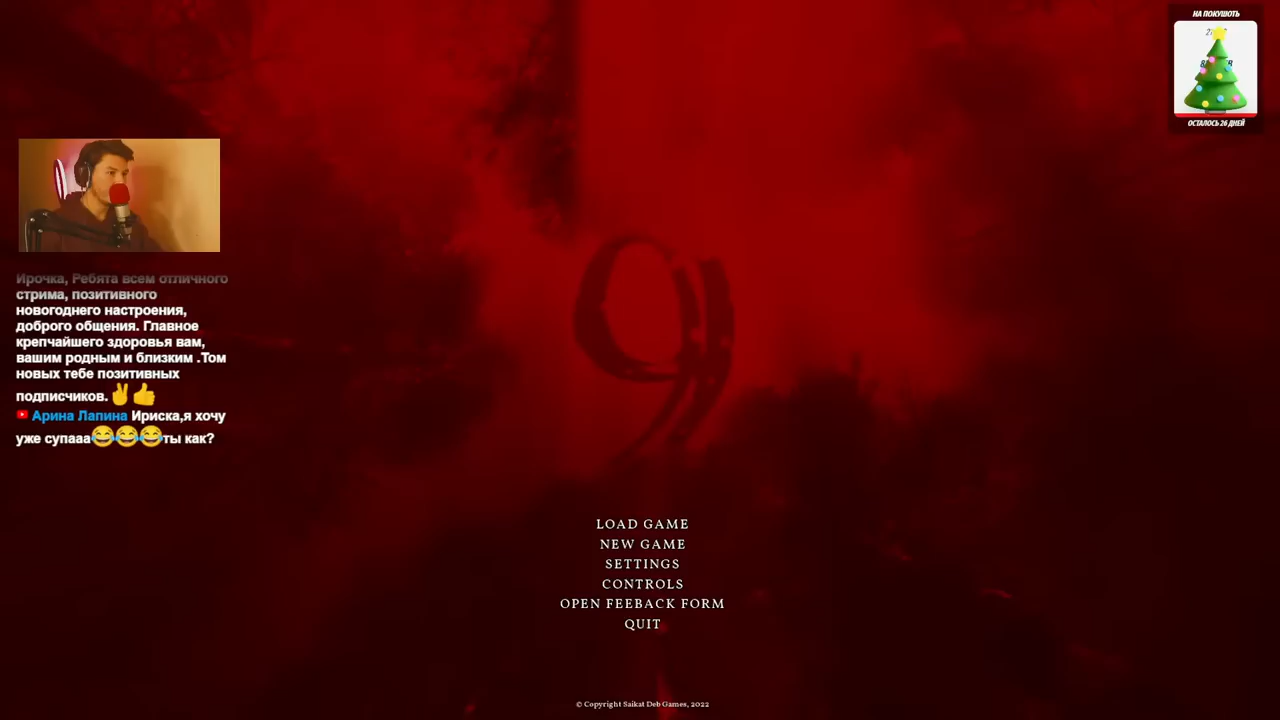 НА ПОКУШОТЬ
ОСТАЛОСЬ 26 ДНЕЙ
Ирочка, Ребята всем отличного
стрима, позитивного
новогоднего настроения,
доброго общения. Главное
крепчайшего здоровья вам,
вашим родным и близким .Том
новых тебе позитивных
подписчиков.✌👍
Арина Лапина Ириска,я хочу
уже супааа😂😂😂ты как?
LOAD GAME
NEW GAME
SETTINGS
CONTROLS
OPEN FEEBACK FORM
QUIT
© Copyright Saikat Deb Games, 2022